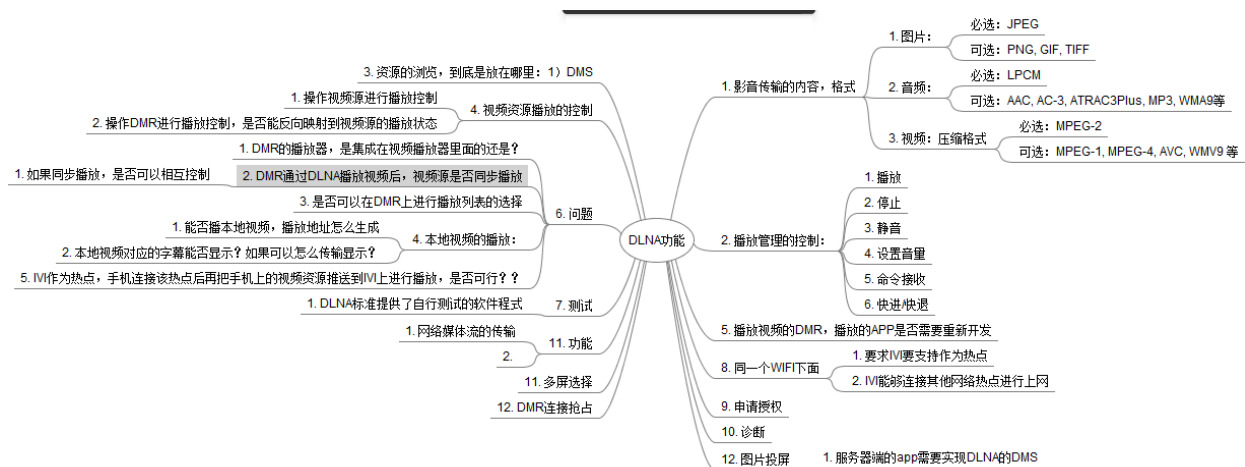 DLNA功能
1. 影音传输的内容，格式
1. 图片：
必选：JPEG
可选：PNG, GIF, TIFF
2. 音频：
必选：LPCM
可选：AAC, AC-3, ATRAC3Plus, MP3, WMA9等
3. 视频：压缩格式
必选：MPEG-2
可选：MPEG-1, MPEG-4, AVC, WMV9 等
2. 播放管理的控制：
1. 播放
2. 停止
3. 静音
4. 设置音量
5. 命令接收
6. 快进/快退
5. 播放视频的DMR，播放的APP是否需要重新开发
8. 同一个WIFI下面
1. 要求IVI要支持作为热点
2. IVI能够连接其他网络热点进行上网
9. 申请授权
10. 诊断
12. 图片投屏
1. 服务器端的app需要实现DLNA的DMS
3. 资源的浏览，到底是放在哪里：1）DMS
4. 视频资源播放的控制
1. 操作视频源进行播放控制
2. 操作DMR进行播放控制，是否能反向映射到视频源的播放状态
6. 问题
1. DMR的播放器，是集成在视频播放器里面的还是？
2. DMR通过DLNA播放视频后，视频源是否同步播放
1. 如果同步播放，是否可以相互控制
3. 是否可以在DMR上进行播放列表的选择
4. 本地视频的播放：
1. 能否播本地视频，播放地址怎么生成
2. 本地视频对应的字幕能否显示？如果可以怎么传输显示？
5. IVI作为热点，手机连接该热点后再把手机上的视频资源推送到IVI上进行播放，是否可行？？
7. 测试
1. DLNA标准提供了自行测试的软件程式
11. 功能
1. 网络媒体流的传输
2.
11. 多屏选择
12. DMR连接抢占